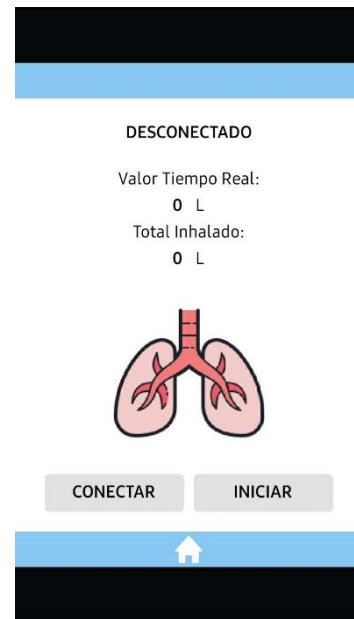 DESCONECTADO
Valor Tiempo Real:
0 L
Total Inhalado:
0 L
CONECTAR INICIAR